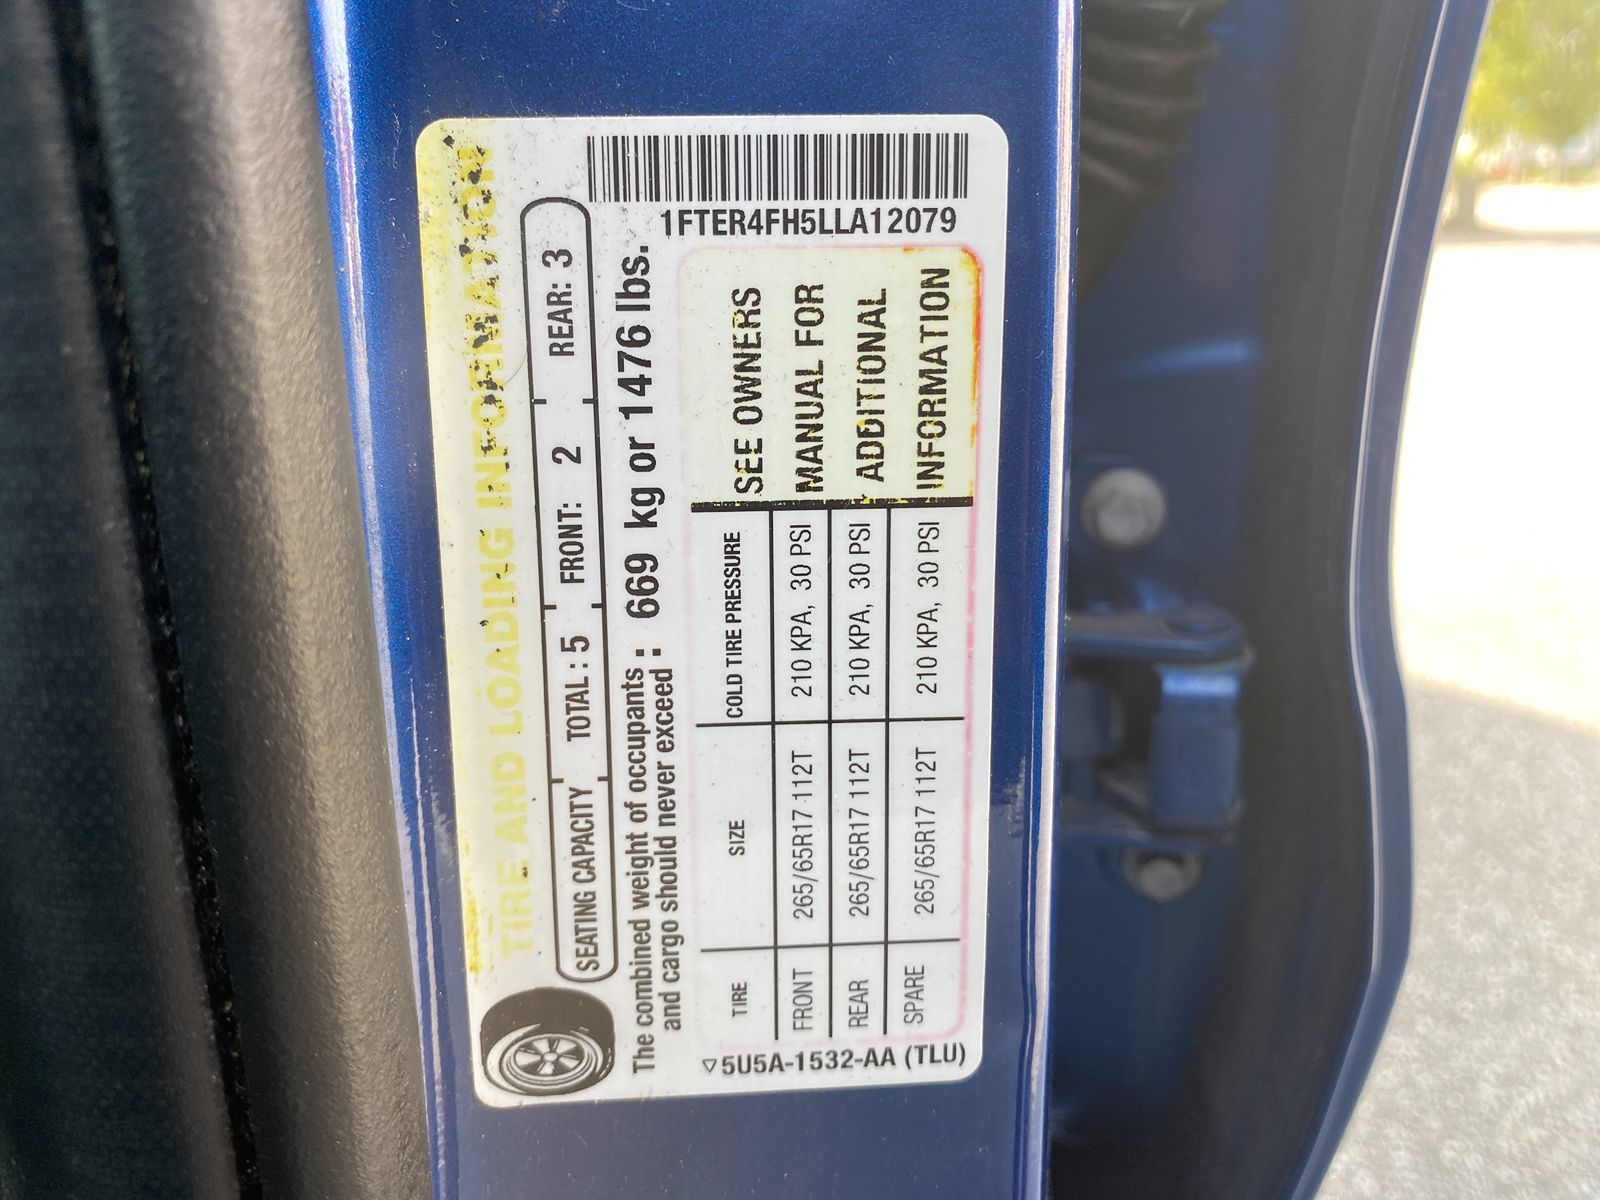 TIRE AND LOADING INFORMATION
SEATING CAPACITY TOTAL : 5 FRONT: 2 REAR: 3
The combined weight of occupants
and cargo should never exceed : 669 kg or 1476 lbs.
TIRE SIZE COLD TIRE PRESSURE
FRONT 265/65R17 112T 210 KPA, 30 PSI
REAR 265/65R17 112T 210 KPA, 30 PSI
SPARE 265/65R17 112T 210 KPA, 30 PSI
SEE OWNERS
MANUAL FOR
ADDITIONAL
INFORMATION
5U5A-1532-AA (TLU)
1FTER4FH5LLA12079